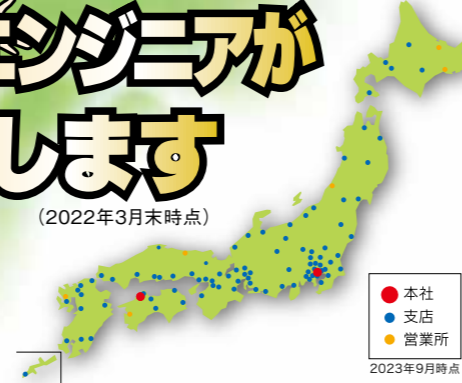 エンジニアが
します
（2022年3月末時点）
本社
支店
営業所
2023年9月時点